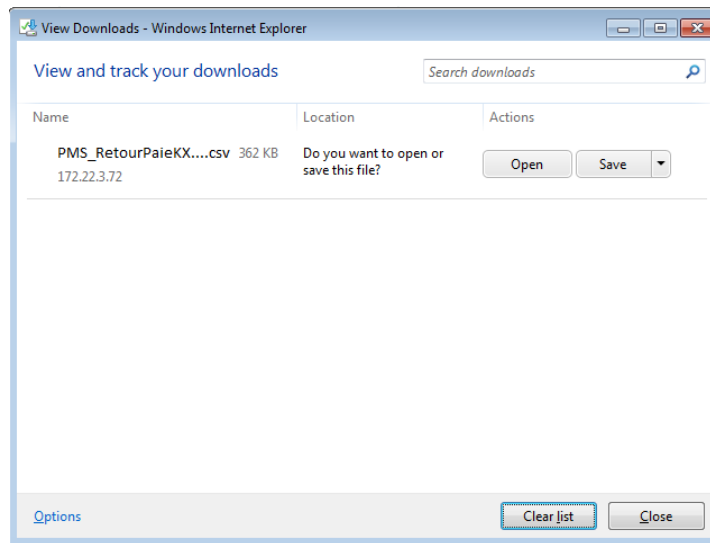 View Downloads - Windows Internet Explorer
View and track your downloads
Search downloads
Name Location Actions
PMS_RetourPaieKX....csv 362 KB
172.22.3.72
Do you want to open or
save this file?
Open Save
Options
Clear list Close